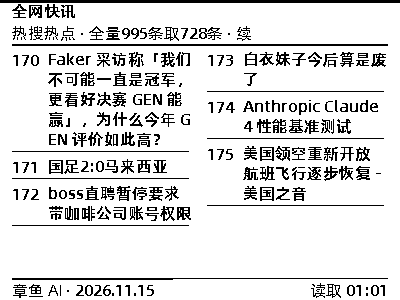 全网快讯
热搜热点 · 全量995条取728条 · 续
170 Faker 采访称「我们
不可能一直是冠军，
更看好决赛 GEN 能
赢」，为什么今年 G
EN 评价如此高？
171 国足2:0马来西亚
172 boss直聘暂停要求
带咖啡公司账号权限
173 白衣妹子今后算是废
了
174 Anthropic Claude
4 性能基准测试
175 美国领空重新开放
航班飞行逐步恢复 -
美国之音
章鱼 AI · 2026.11.15
读取 01:01